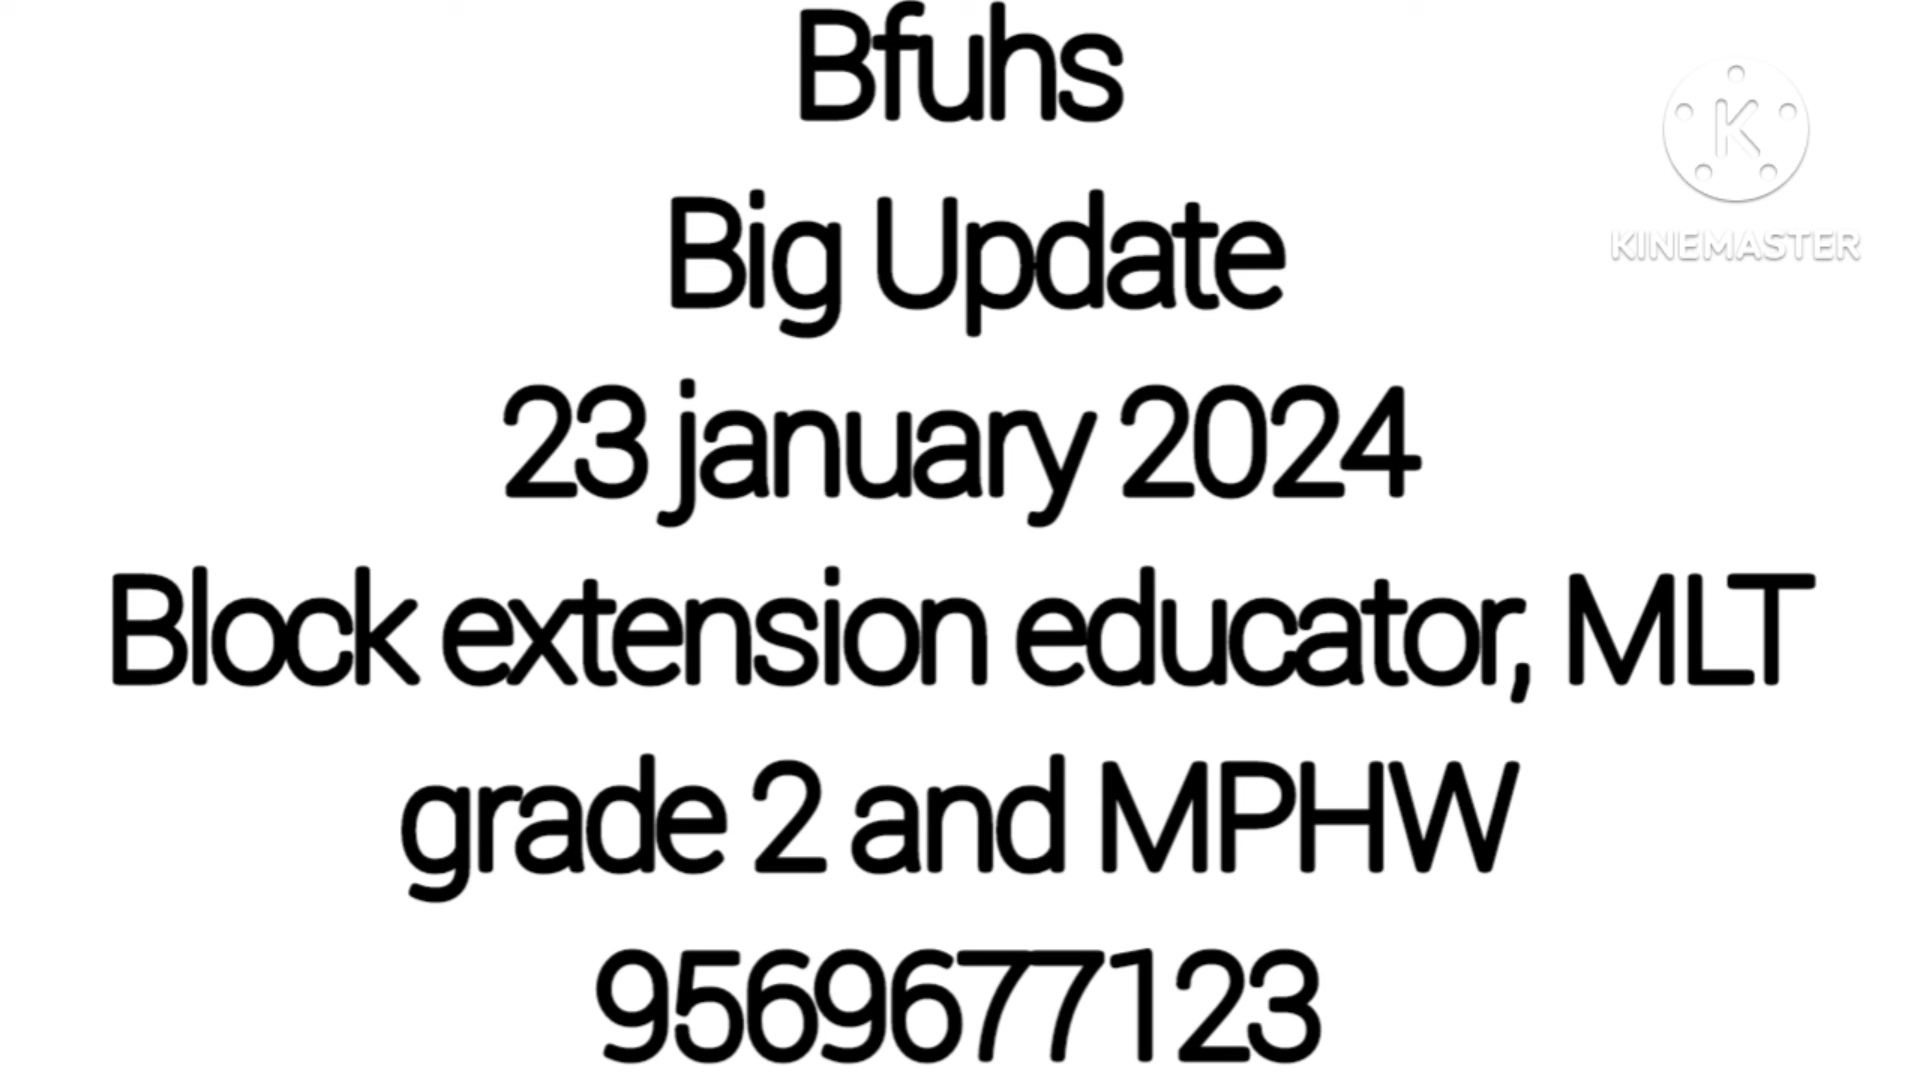 Bfuhs
Big Update
23 january 2024
Block extension educator, MLT
grade 2 and MPHW
9569677123
K
KINEMASTER